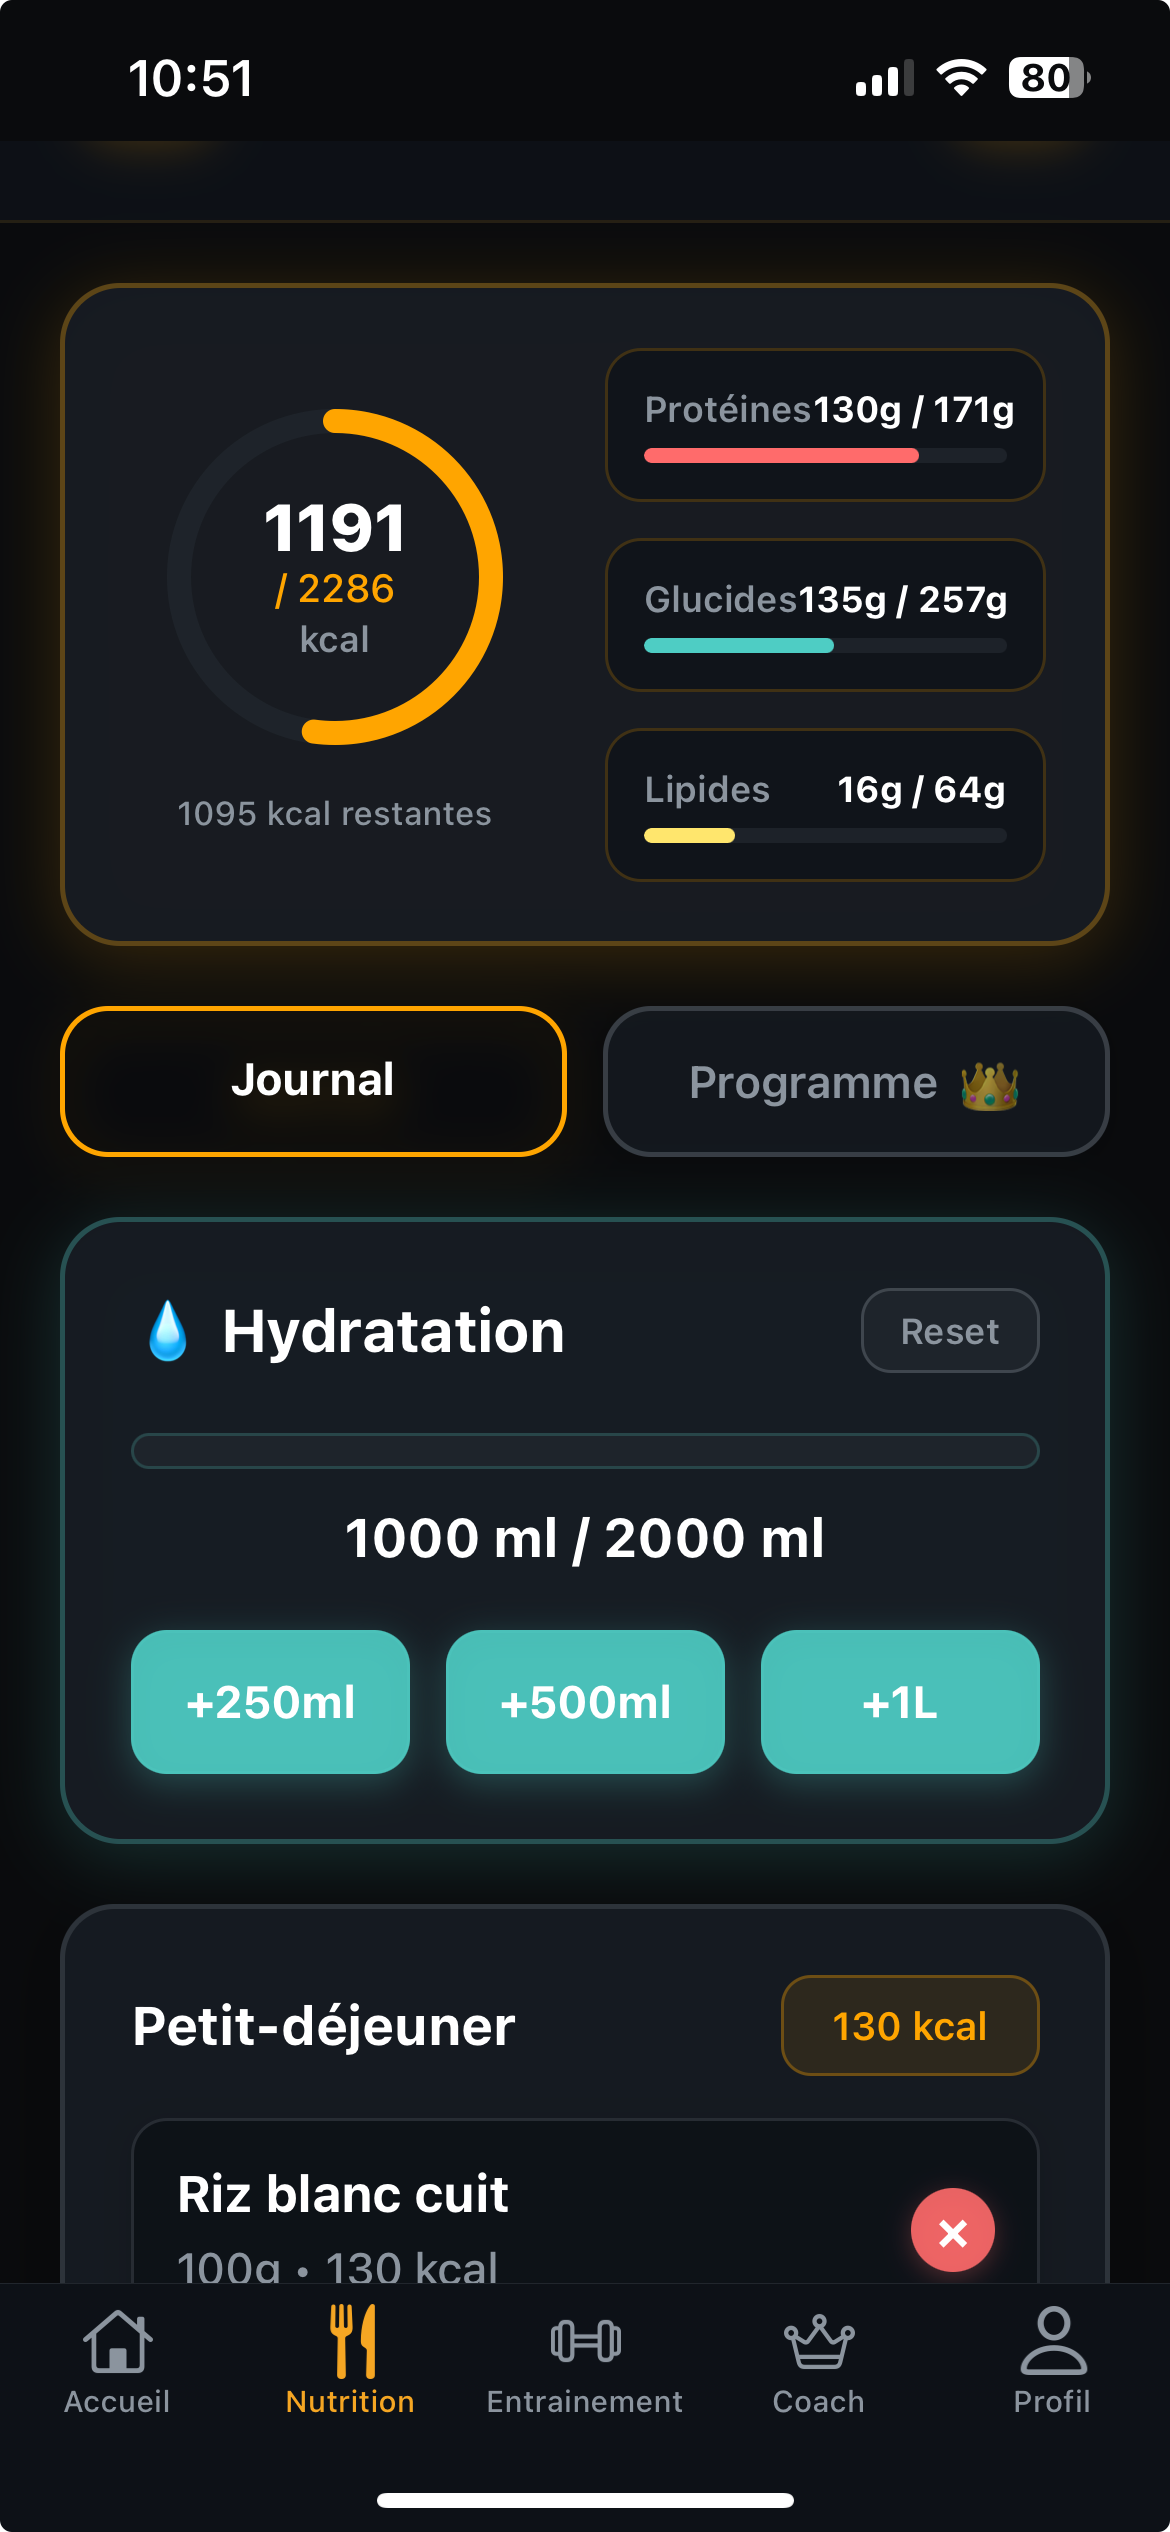 10:51
80
1191
/ 2286
kcal
1095 kcal restantes
Protéines 130g / 171g
Glucides 135g / 257g
Lipides 16g / 64g
Journal
Programme
Hydratation
Reset
1000 ml / 2000 ml
+250ml
+500ml
+1L
Petit-déjeuner
130 kcal
Riz blanc cuit
100g • 130 kcal
Accueil
Nutrition
Entrainement
Coach
Profil